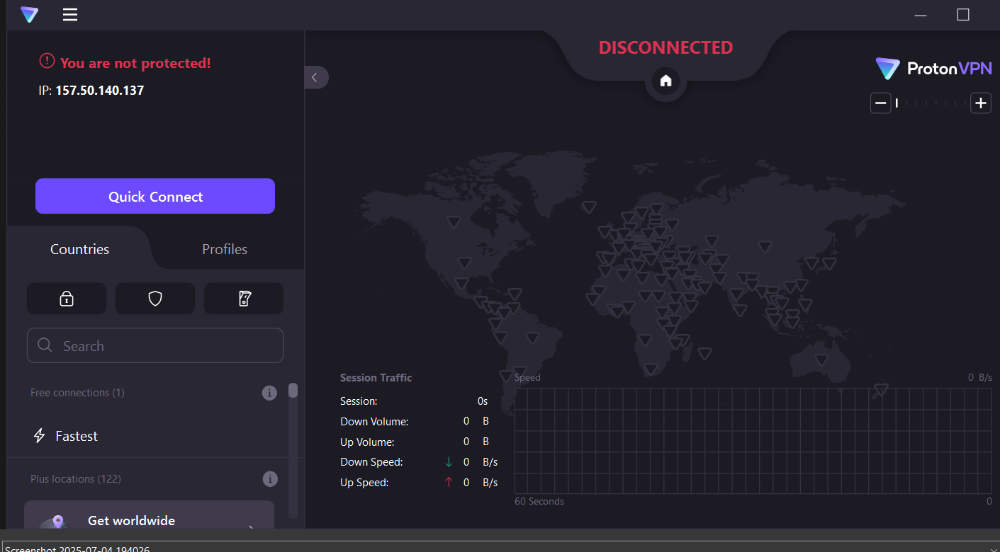 DISCONNECTED
You are not protected!
IP: 157.50.140.137
ProtonVPN
Quick Connect
Countries
Profiles
Search
Free connections (1)
Fastest
Plus locations (122)
Get worldwide
Session Traffic
Session: 0s
Down Volume: 0 B
Up Volume: 0 B
Down Speed: 0 B/s
Up Speed: 0 B/s
Speed
0 B/s
60 Seconds
0
Screenshot 2025-07-04 194026